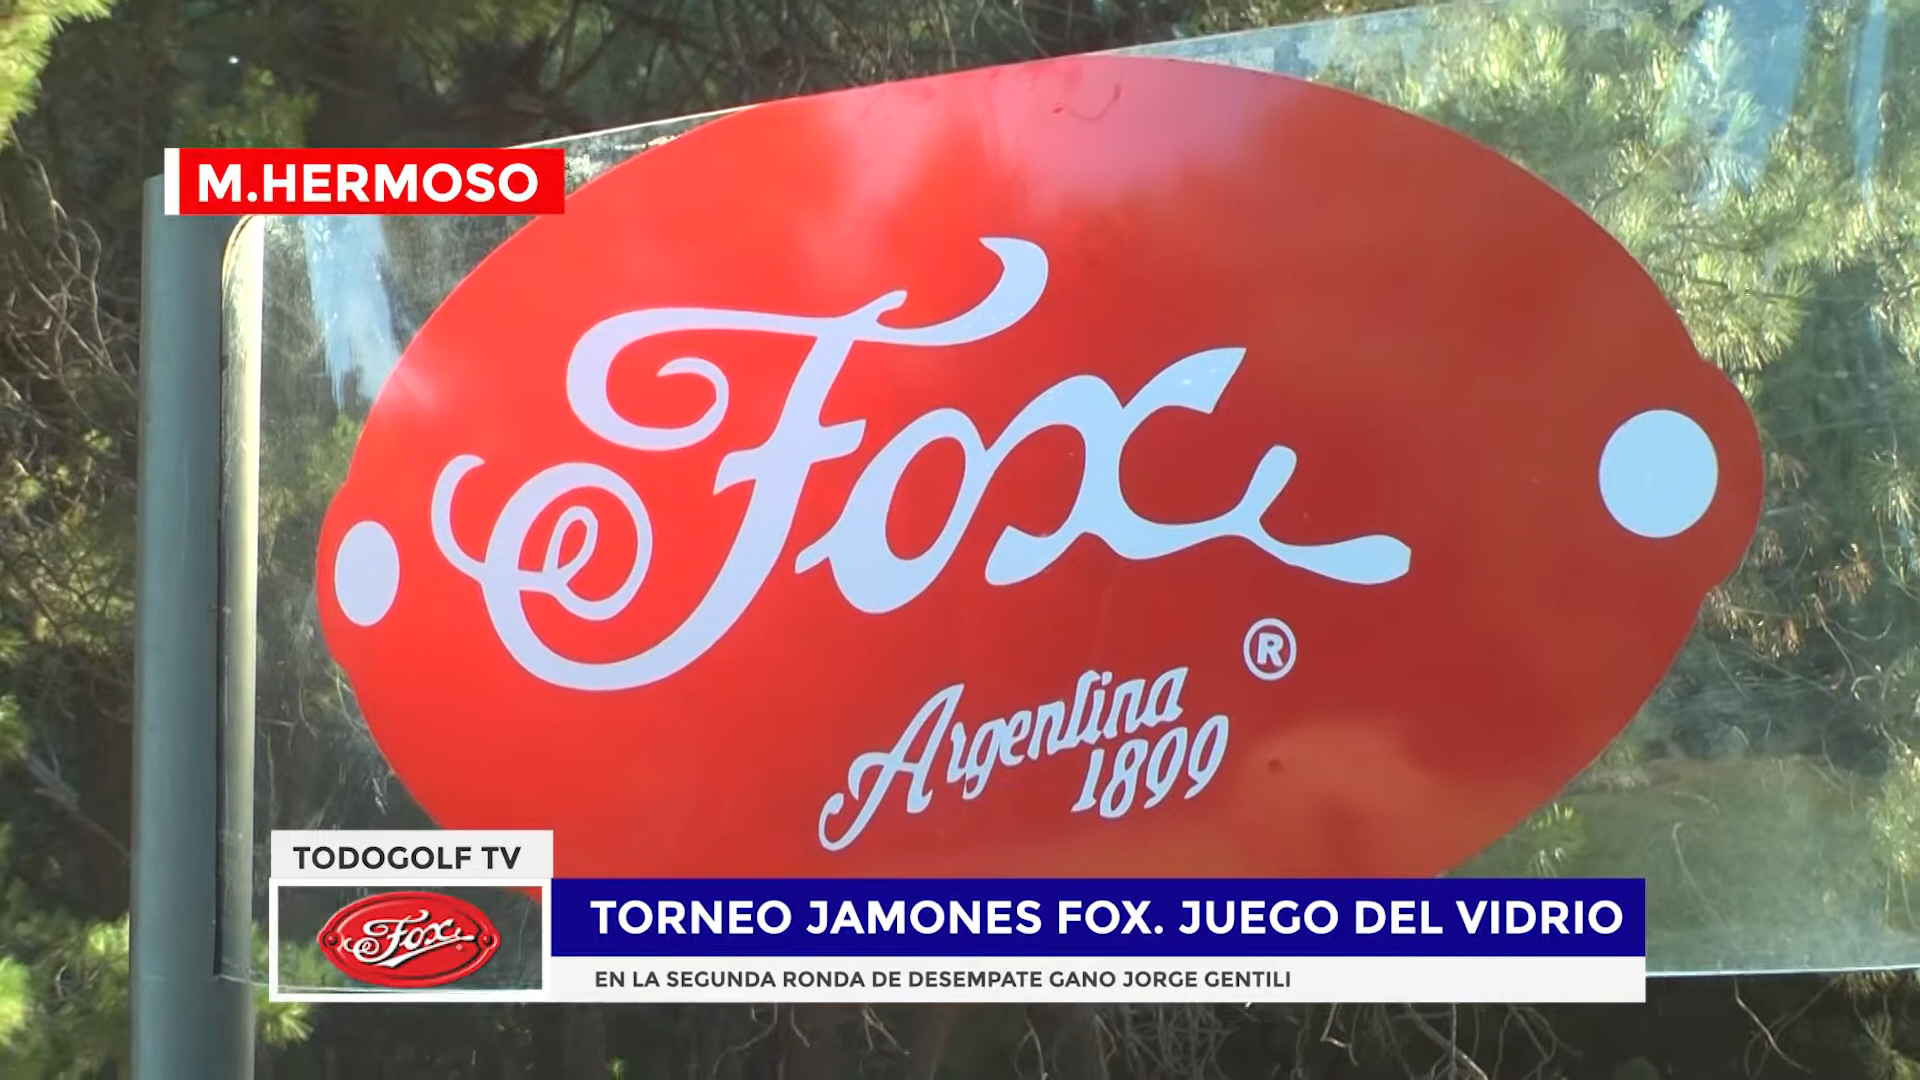 M.HERMOSO
Fox
®
Argentina
1899
TODOGOLF TV
Fox
TORNEO JAMONES FOX. JUEGO DEL VIDRIO
EN LA SEGUNDA RONDA DE DESEMPATE GANO JORGE GENTILI